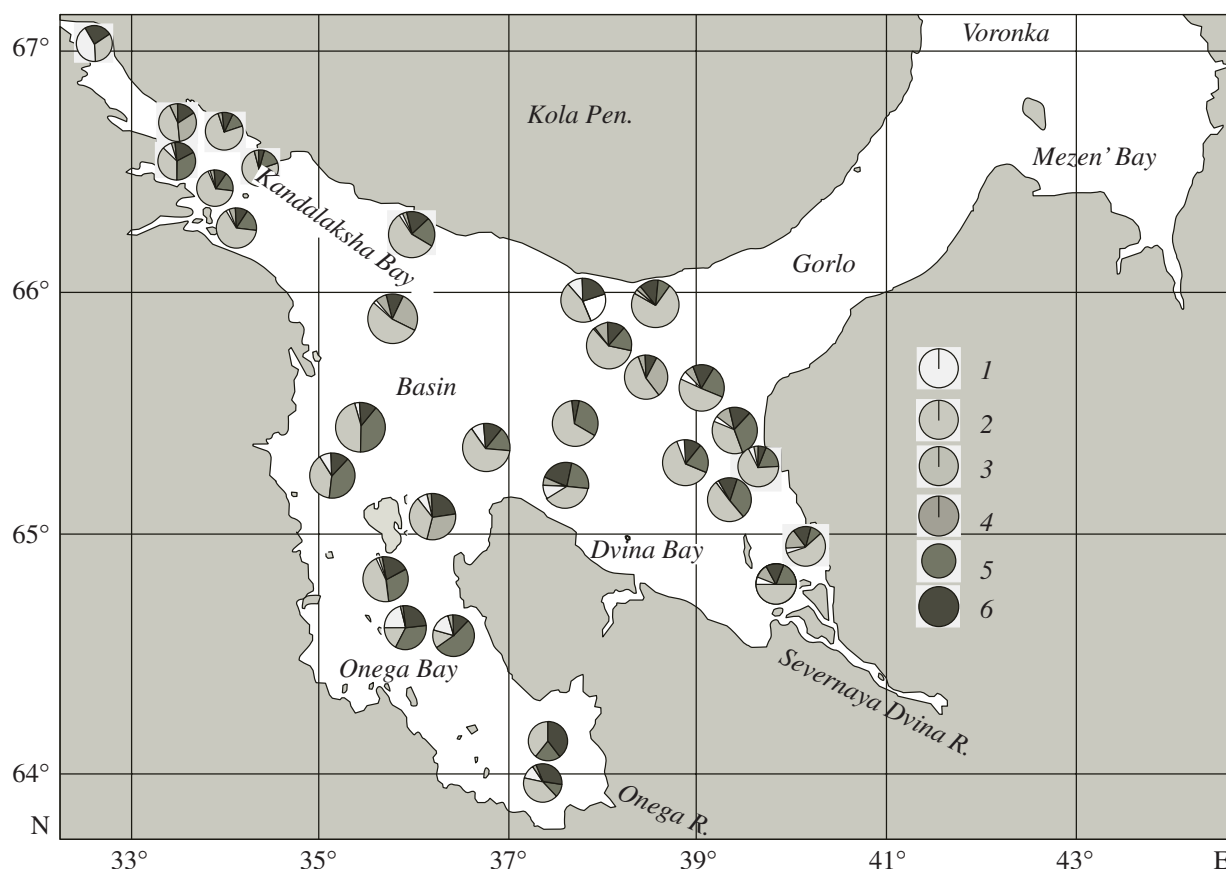 67°
66°
65°
64°
N
33°
35°
37°
39°
41°
43°
E
Voronka
Kola Pen.
Mezen’ Bay
Kandalaksha Bay
Gorlo
Basin
Dvina Bay
Onega Bay
Severnaya Dvina R.
Onega R.
1
2
3
4
5
6